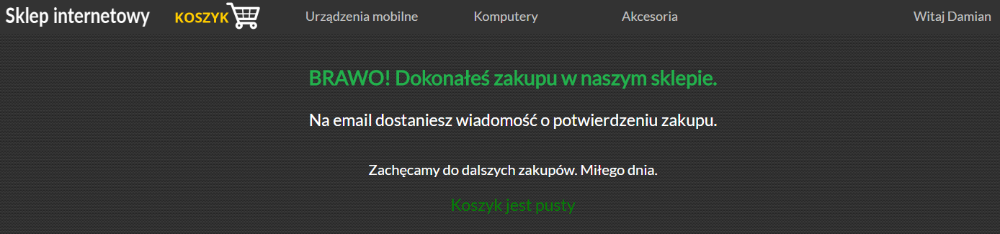 Sklep internetowy KOSZYK Urządzenia mobilne Komputery Akcesoria Witaj Damian
BRAWO! Dokonałeś zakupu w naszym sklepie.
Na email dostaniesz wiadomość o potwierdzeniu zakupu.
Zachęcamy do dalszych zakupów. Miłego dnia.
Koszyk jest pusty